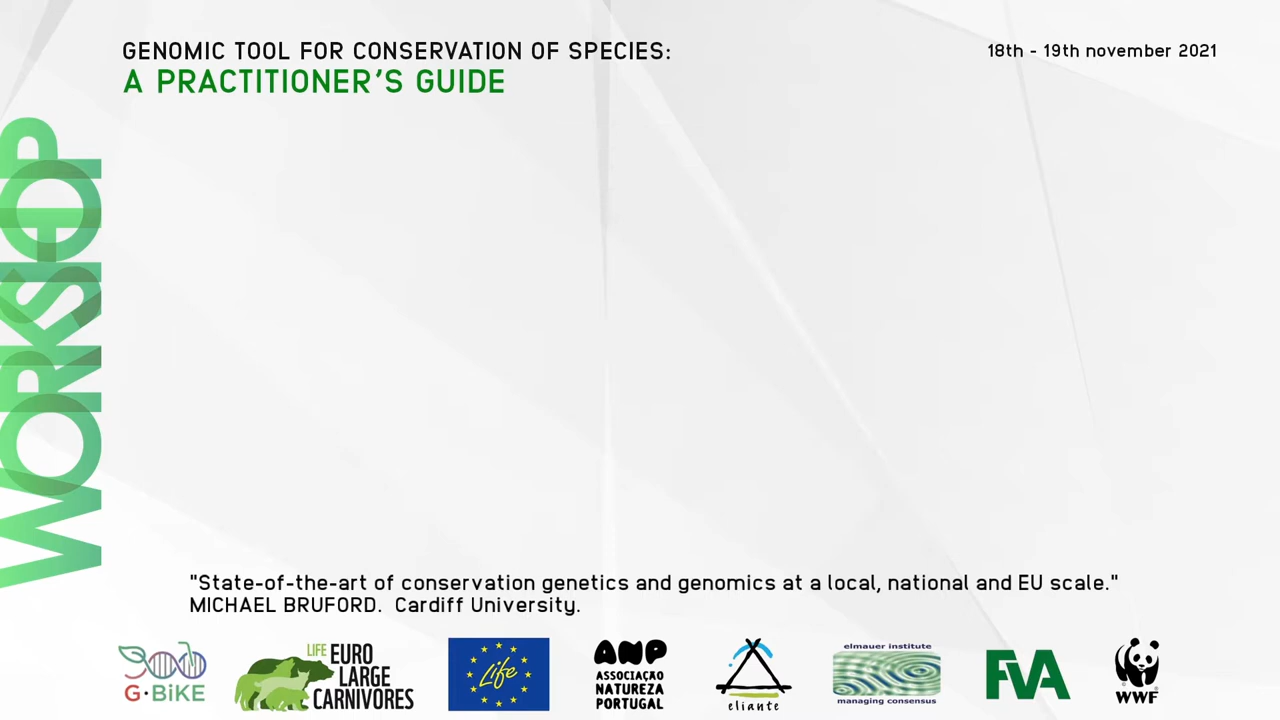 GENOMIC TOOL FOR CONSERVATION OF SPECIES:
A PRACTITIONER'S GUIDE
18th - 19th november 2021
WORKSHOP
"State-of-the-art of conservation genetics and genomics at a local, national and EU scale."
MICHAEL BRUFORD. Cardiff University.
G·BiKE
LIFE EURO
LARGE
CARNIVORES
Life
ANP
ASSOCIAÇÃO
NATUREZA
PORTUGAL
eliante
elmauer institute
managing consensus
FVA
WWF